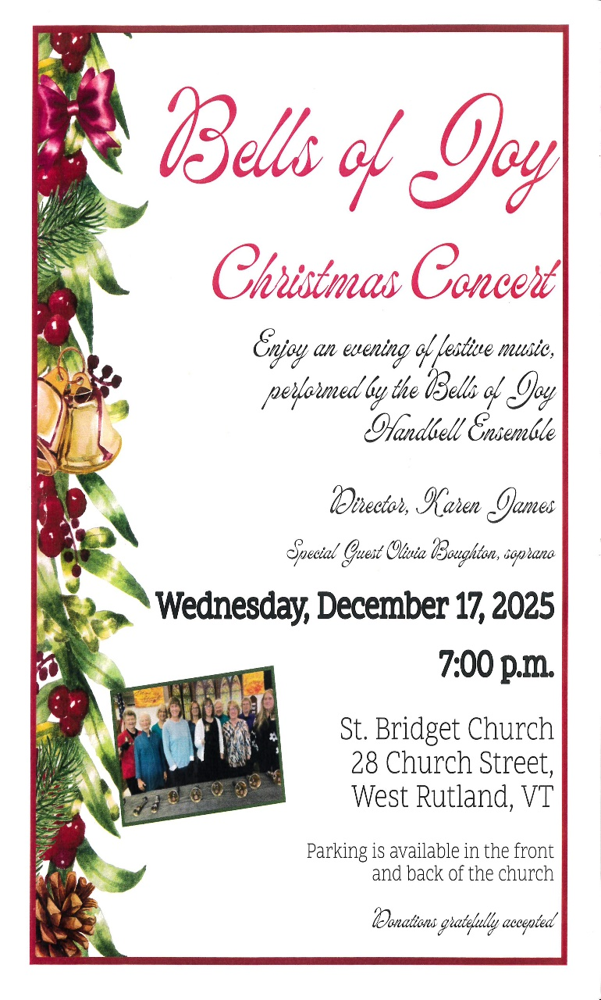 Bells of Joy
Christmas Concert
Enjoy an evening of festive music,
performed by the Bells of Joy
Handbell Ensemble
Director, Karen James
Special Guest Olivia Boughton, soprano
Wednesday, December 17, 2025
7:00 p.m.
St. Bridget Church
28 Church Street,
West Rutland, VT
Parking is available in the front
and back of the church
Donations gratefully accepted